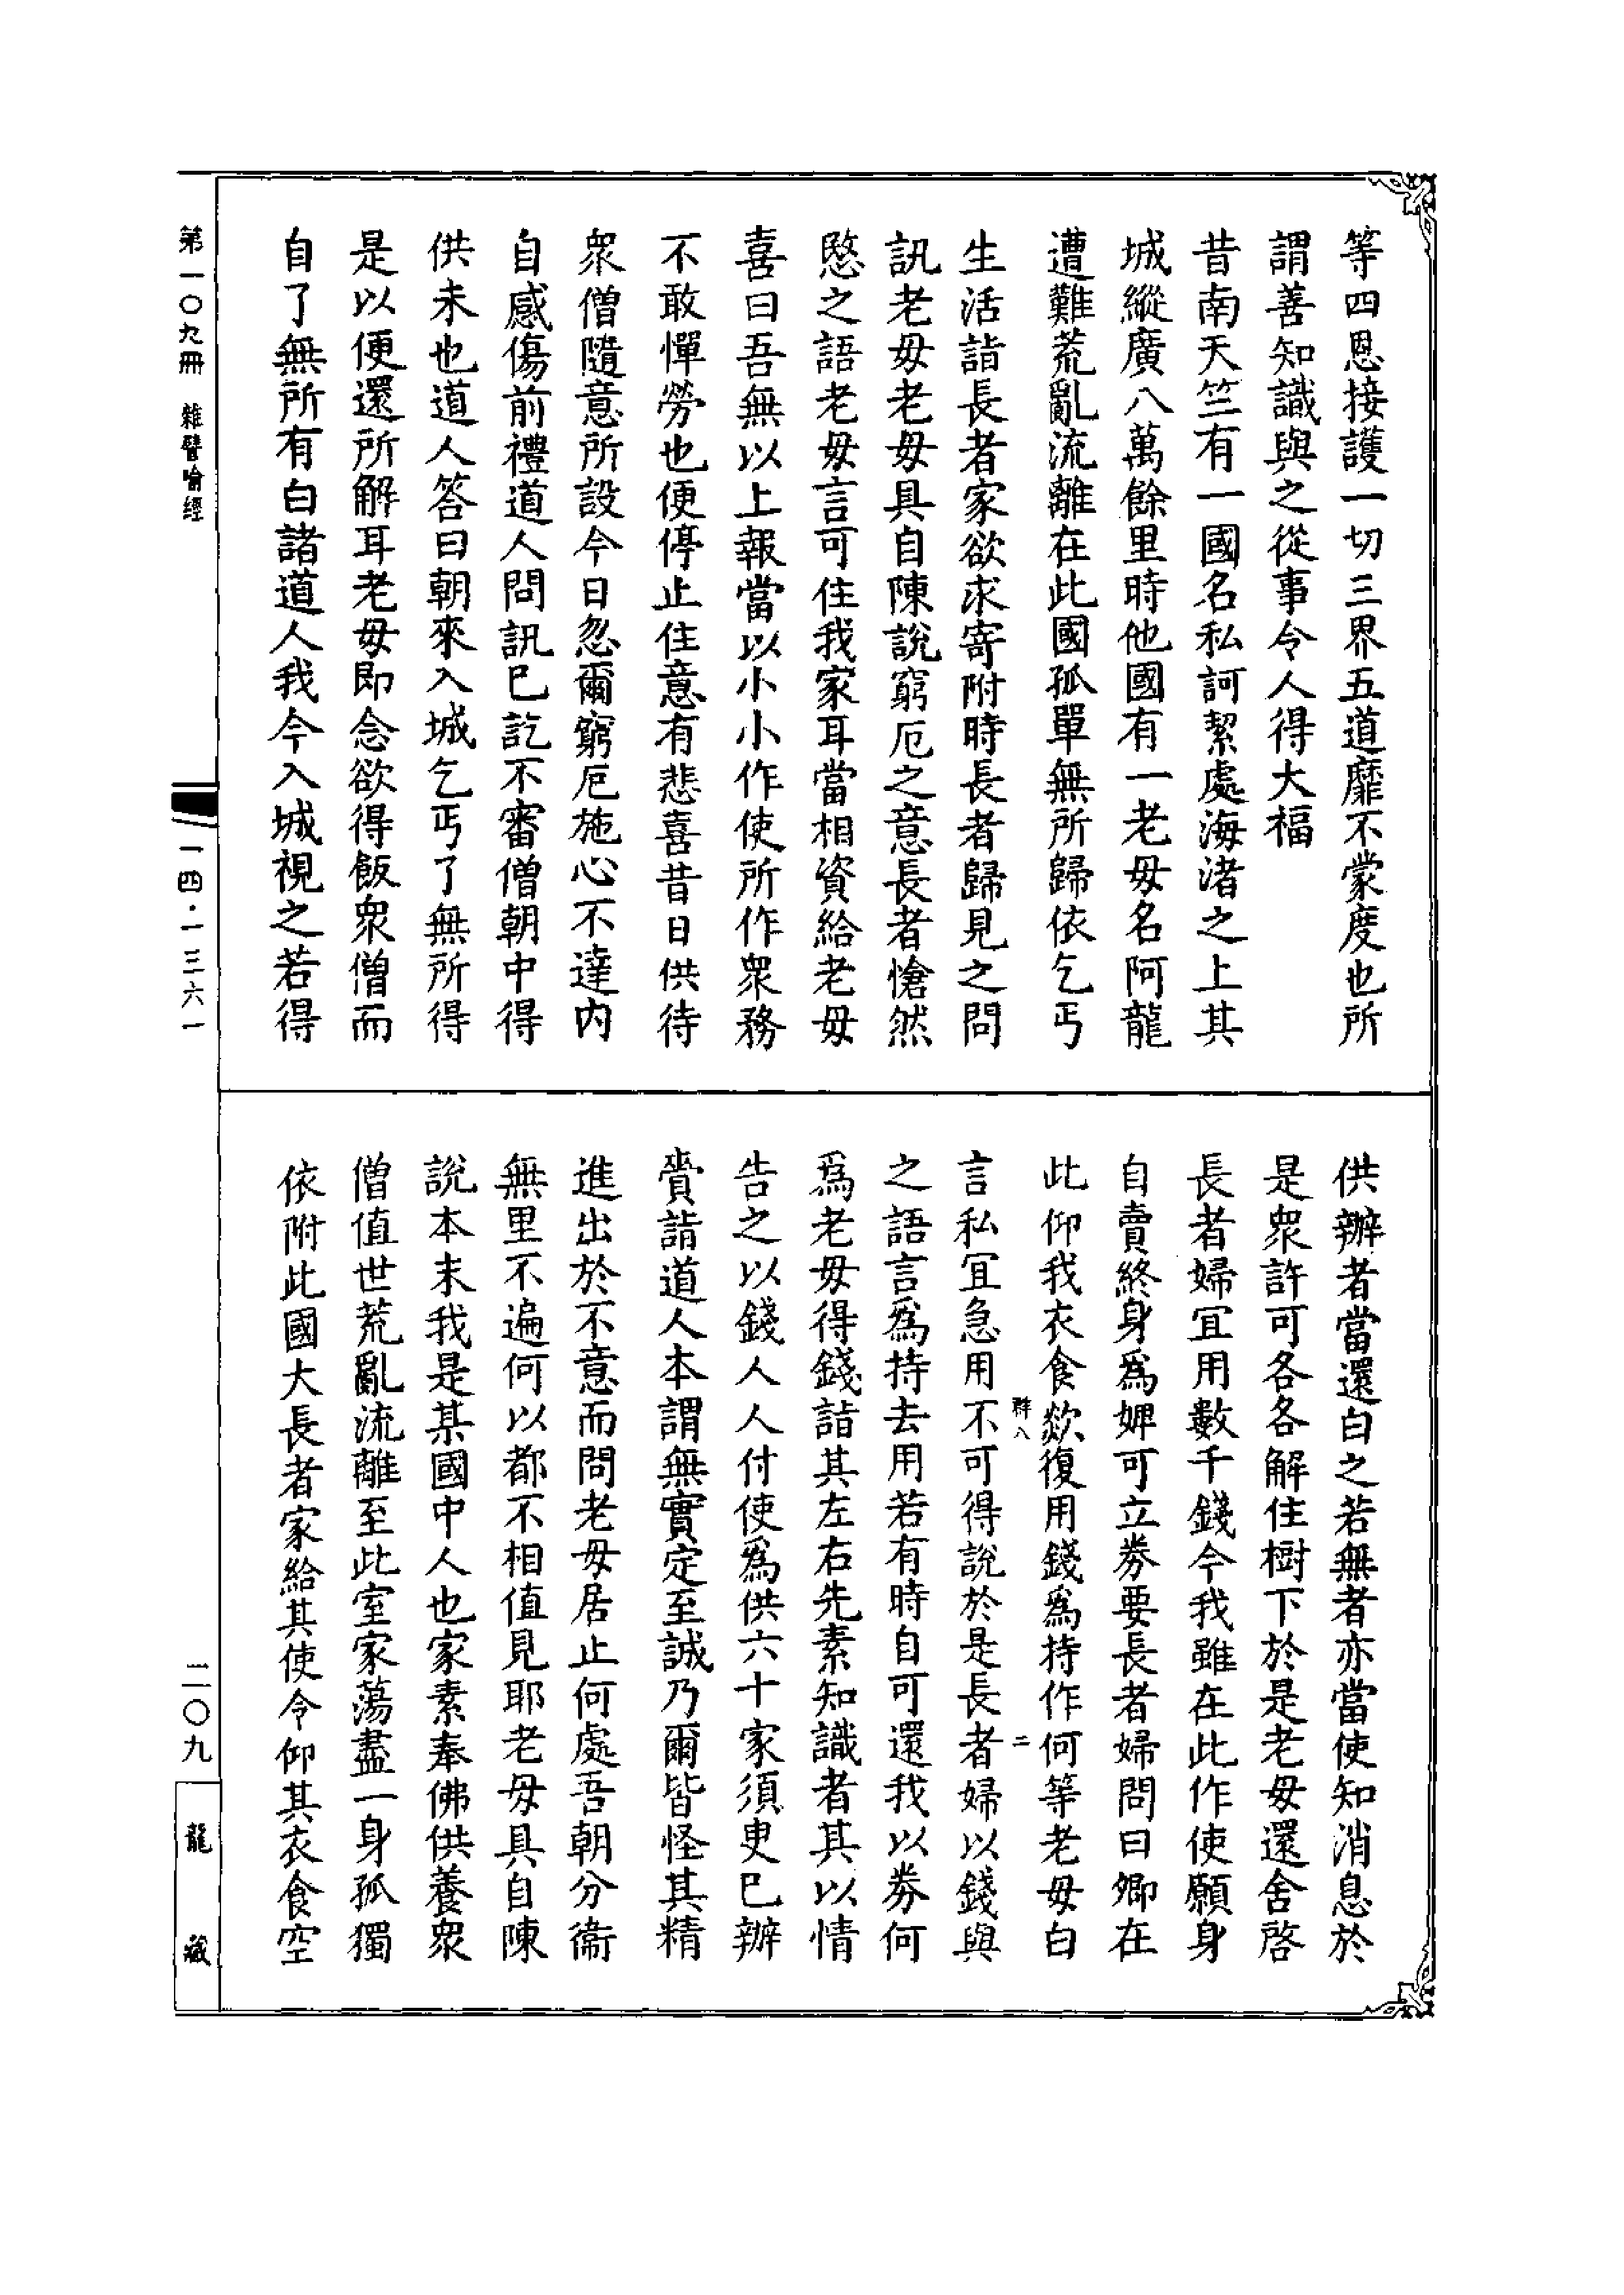 等四恩接護一切三界五道靡不蒙度也所
謂善知識與之從事令人得大福
昔南天竺有一國名私訶絜處海渚之上其
城縱廣八萬餘里時他國有一老毋名阿龍
遭難荒亂流離在此國孤單無所歸依乞丐
生活詣長者家欲求寄附時長者歸見之問
訊老毋老毋具自陳說窮厄之意長者愴然
愍之語老毋言可住我家耳當相資給老毋
喜曰吾無以上報當以小小作使所作衆務
不敢憚勞也便停止住意有悲喜昔日供待
衆僧隨意所設今日忽爾窮厄施心不達内
自感傷前禮道人問訊巳訖不審僧朝中得
供未也道人答曰朝來入城乞丐了無所得
是以便還所解耳老毋即念欲得飯衆僧而
自了無所有白諸道人我今入城視之若得
供辦者當還白之若無者亦當使知消息於
是衆許可各各解住樹下於是老毋還舍啓
長者婦冝用數千錢今我雖在此作使願身
自賣終身爲婢可立券要長者婦問曰卿在
此仰我衣食欻復用錢爲持作何等老毋白
言私冝急用不可得說於是長者婦以錢與
之語言爲持去用若有時自可還我以券何
爲老毋得錢詣其左右先素知識者其以情
告之以錢人人付使爲供六十家須臾巳辦
賫詣道人本謂無實定至誠乃爾皆怪其精
進出於不意而問老毋居止何處吾朝分衞
無里不遍何以都不相值見耶老毋具自陳
說本末我是某國中人也家素奉佛供養衆
僧值世荒亂流離至此室家蕩盡一身孤獨
依附此國大長者家給其使令仰其衣食空
群八
二
第一〇九冊 雜譬喻經
一四·一三六一
二〇九
龍藏